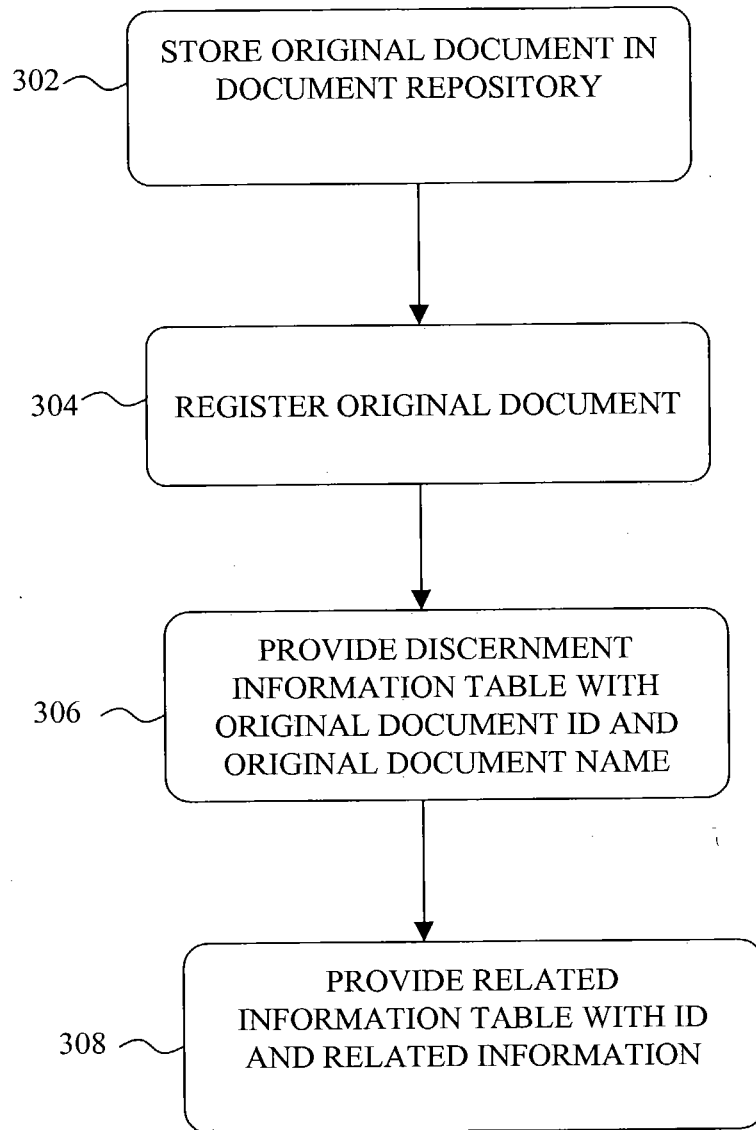 STORE ORIGINAL DOCUMENT IN
DOCUMENT REPOSITORY
302
304
REGISTER ORIGINAL DOCUMENT
PROVIDE DISCERNMENT
INFORMATION TABLE WITH
ORIGINAL DOCUMENT ID AND
ORIGINAL DOCUMENT NAME
306
PROVIDE RELATED
INFORMATION TABLE WITH ID
AND RELATED INFORMATION
308